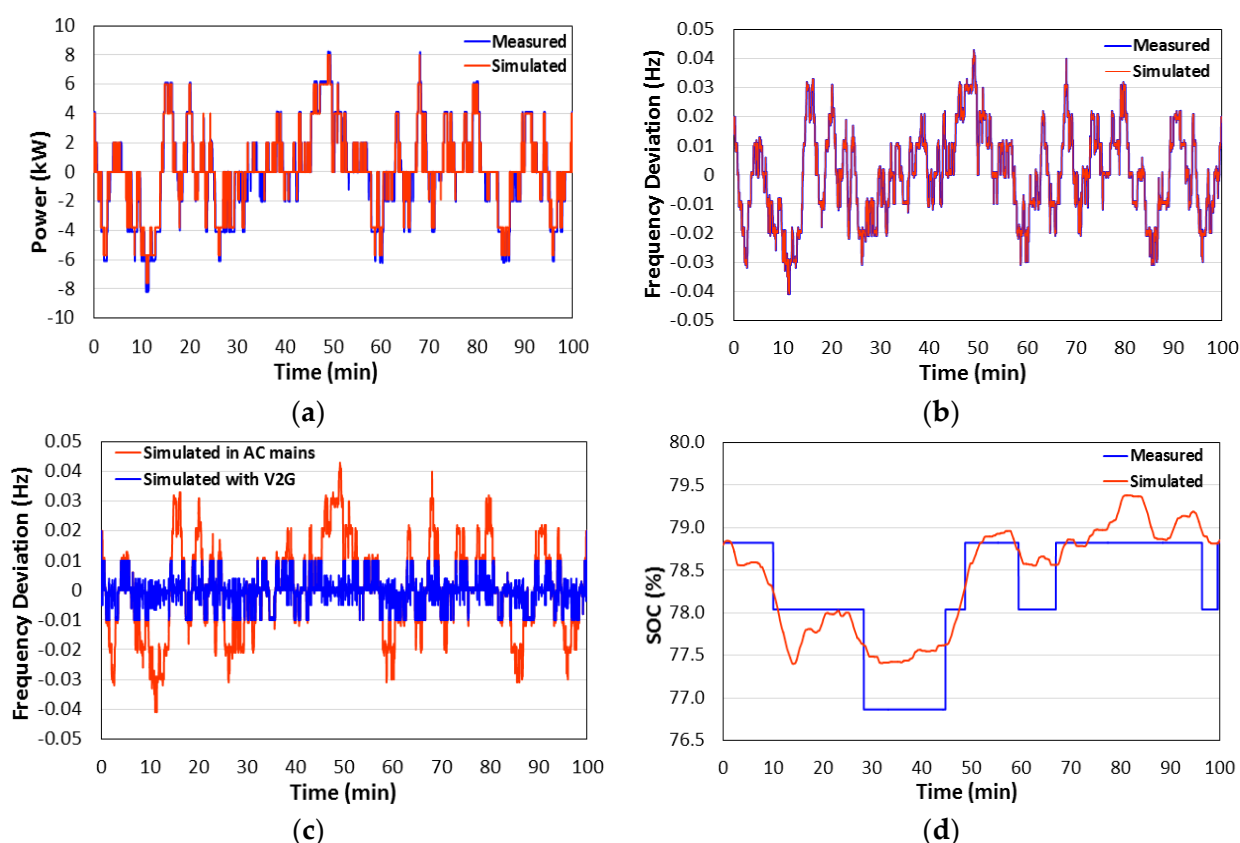 10
8
6
4
2
0
-2
-4
-6
-8
-10
Power (kW)
Measured
Simulated
0 10 20 30 40 50 60 70 80 90 100
Time (min)
(a)
0.05
0.04
0.03
0.02
0.01
0
-0.01
-0.02
-0.03
-0.04
-0.05
Frequency Deviation (Hz)
Measured
Simulated
0 10 20 30 40 50 60 70 80 90 100
Time (min)
(b)
0.05
0.04
0.03
0.02
0.01
0
-0.01
-0.02
-0.03
-0.04
-0.05
Frequency Deviation (Hz)
Simulated in AC mains
Simulated with V2G
0 10 20 30 40 50 60 70 80 90 100
Time (min)
(c)
80.0
79.5
79.0
78.5
78.0
77.5
77.0
76.5
SOC (%)
Measured
Simulated
0 10 20 30 40 50 60 70 80 90 100
Time (min)
(d)